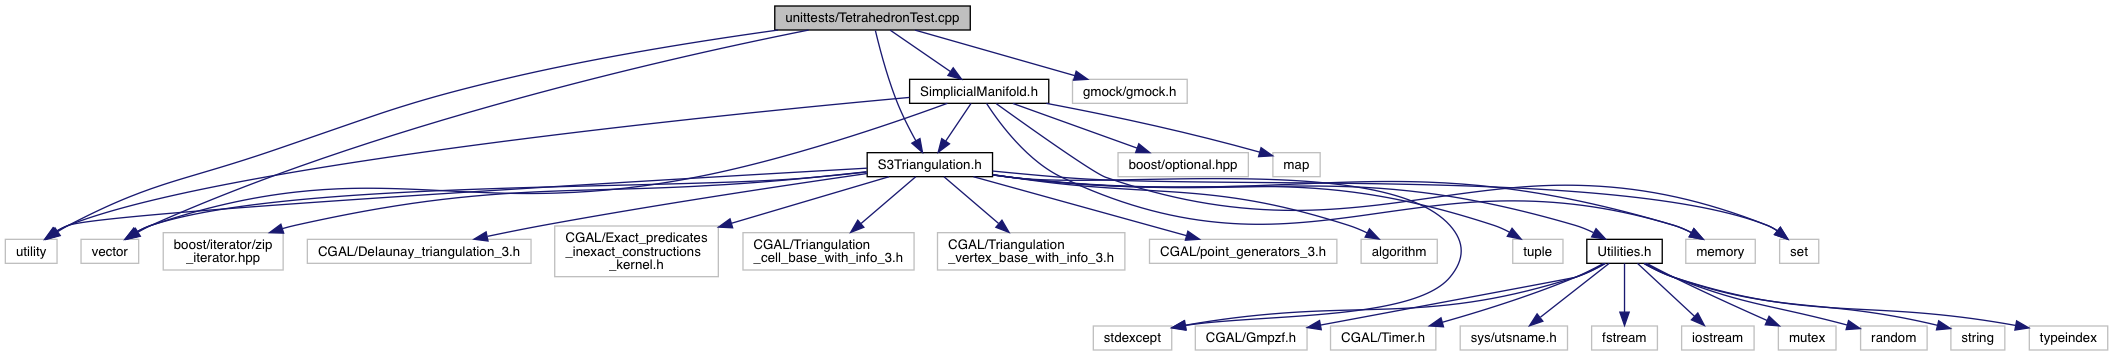 unittests/TetrahedronTest.cpp
SimplicialManifold.h
gmock/gmock.h
S3Triangulation.h
boost/optional.hpp
map
utility
vector
boost/iterator/zip
_iterator.hpp
CGAL/Delaunay_triangulation_3.h
CGAL/Exact_predicates
_inexact_constructions
_kernel.h
CGAL/Triangulation
_cell_base_with_info_3.h
CGAL/Triangulation
_vertex_base_with_info_3.h
CGAL/point_generators_3.h
algorithm
tuple
Utilities.h
memory
set
stdexcept
CGAL/Gmpzf.h
CGAL/Timer.h
sys/utsname.h
fstream
iostream
mutex
random
string
typeindex